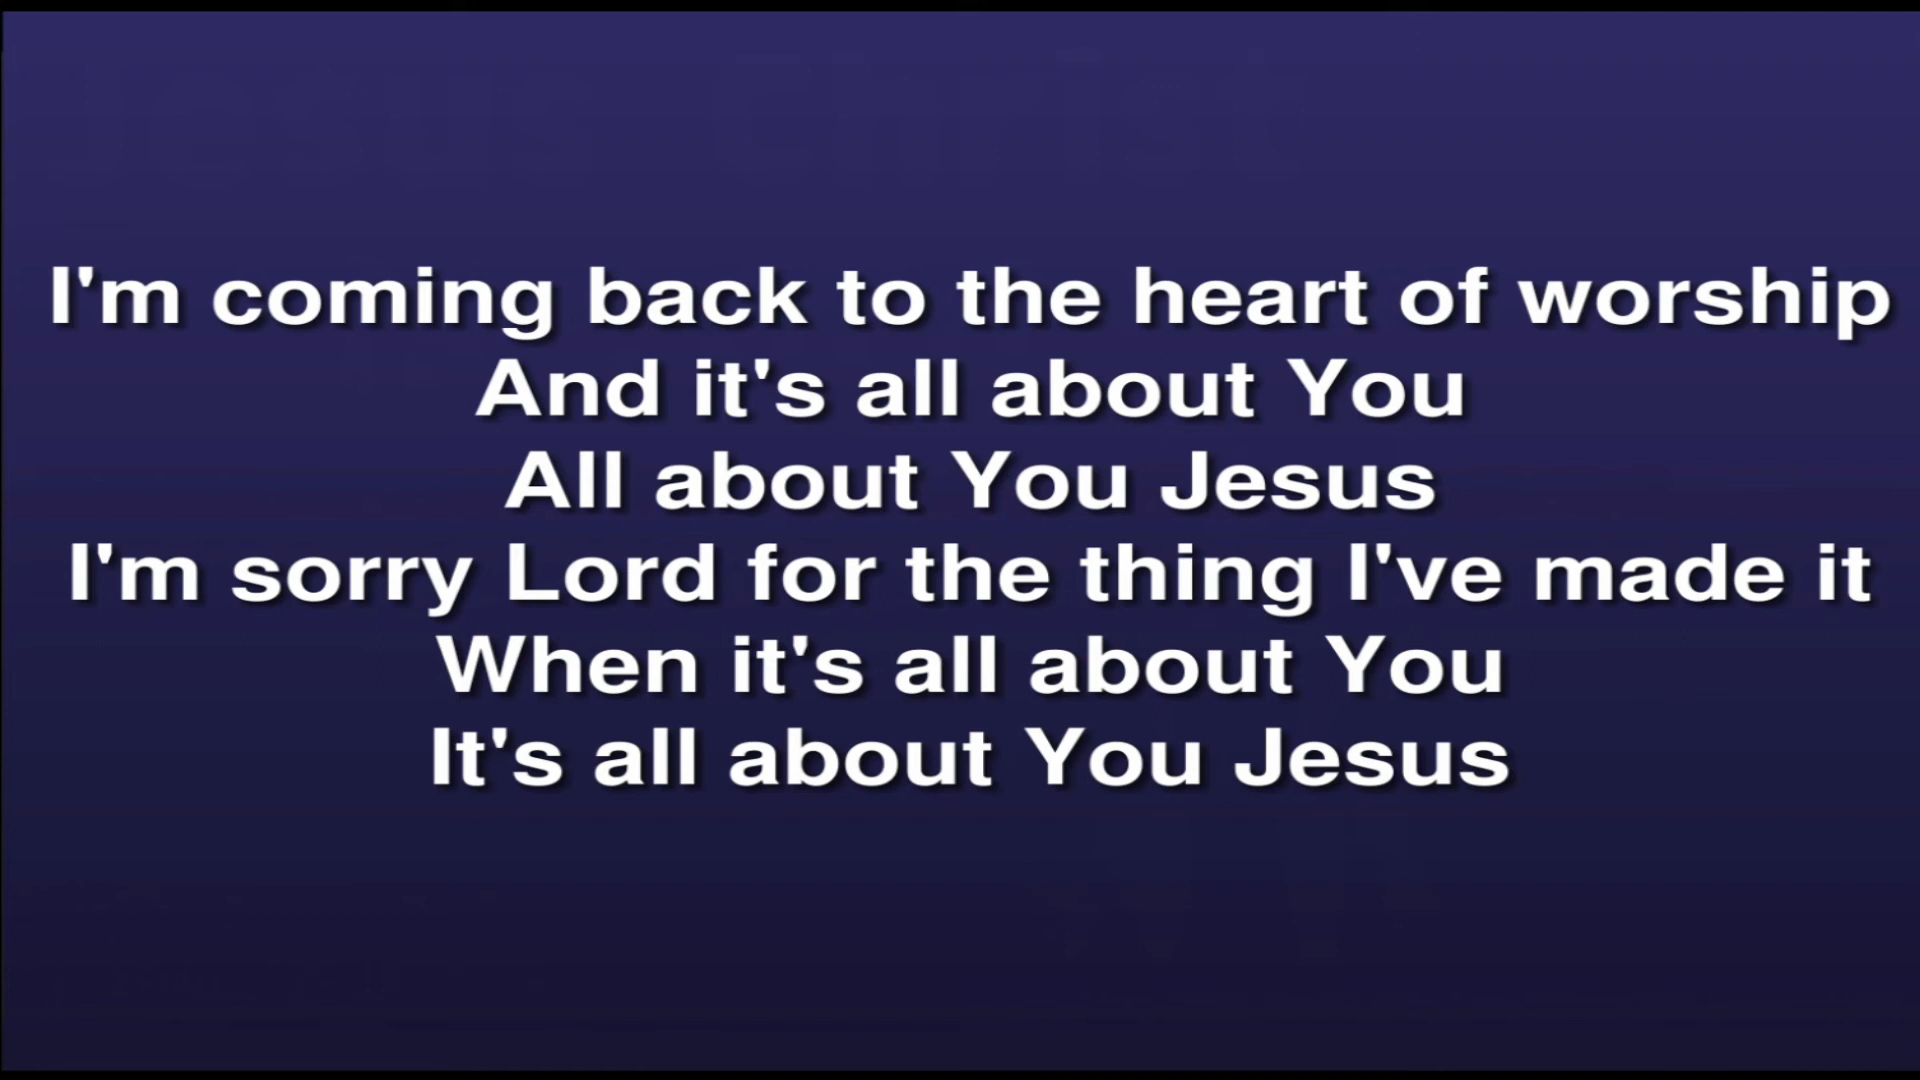 I'm coming back to the heart of worship
And it's all about You
All about You Jesus
I'm sorry Lord for the thing I've made it
When it's all about You
It's all about You Jesus